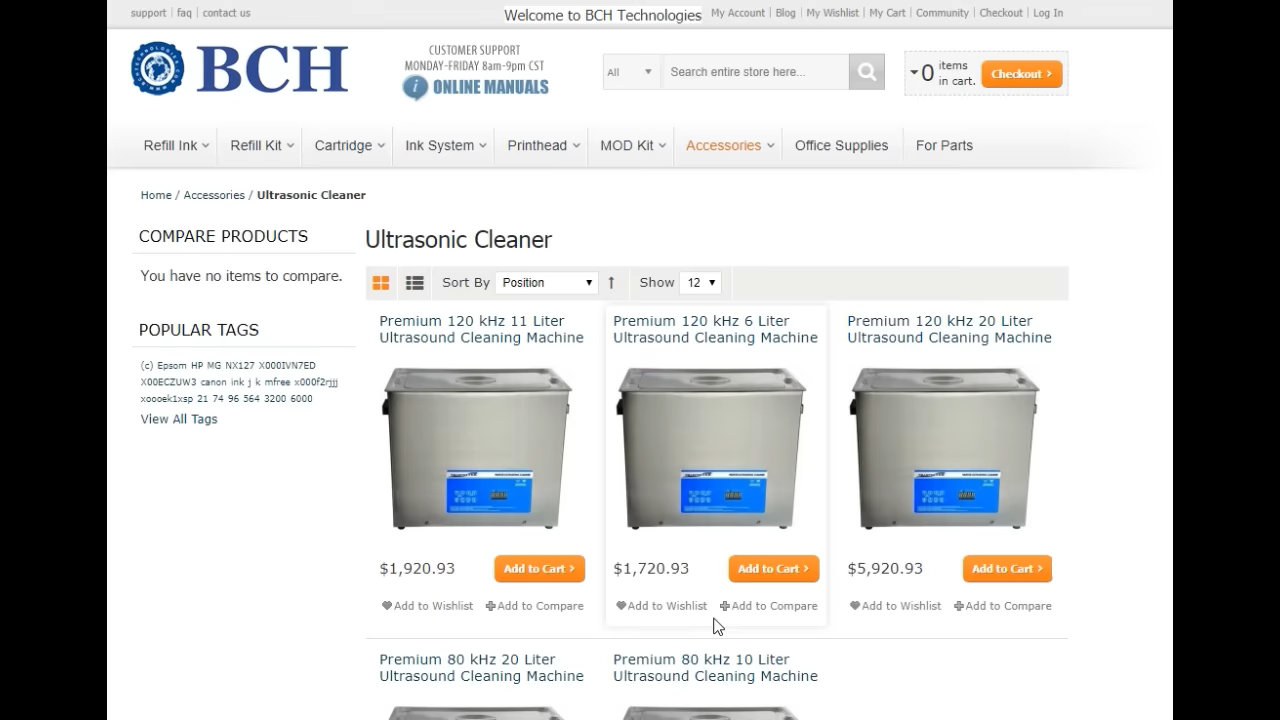 support faq contact us
Welcome to BCH Technologies
My Account Blog My Wishlist My Cart Community Checkout Log In
BCH
CUSTOMER SUPPORT
MONDAY-FRIDAY 8am-9pm CST
i ONLINE MANUALS
All
Search entire store here...
0 items
in cart.
Checkout >
Refill Ink Refill Kit Cartridge Ink System Printhead MOD Kit Accessories Office Supplies For Parts
Home / Accessories / Ultrasonic Cleaner
COMPARE PRODUCTS
You have no items to compare.
POPULAR TAGS
(c) Epsom HP MG NX127 X000IVN7ED
X00ECZUW3 canon ink j k mfree x000f2rjjj
xoooek1xsp 21 74 96 564 3200 6000
View All Tags
Ultrasonic Cleaner
Sort By Position Show 12
Premium 120 kHz 11 Liter
Ultrasound Cleaning Machine
$1,920.93 Add to Cart >
Add to Wishlist Add to Compare
Premium 120 kHz 6 Liter
Ultrasound Cleaning Machine
$1,720.93 Add to Cart >
Add to Wishlist Add to Compare
Premium 120 kHz 20 Liter
Ultrasound Cleaning Machine
$5,920.93 Add to Cart >
Add to Wishlist Add to Compare
Premium 80 kHz 20 Liter
Ultrasound Cleaning Machine
Premium 80 kHz 10 Liter
Ultrasound Cleaning Machine